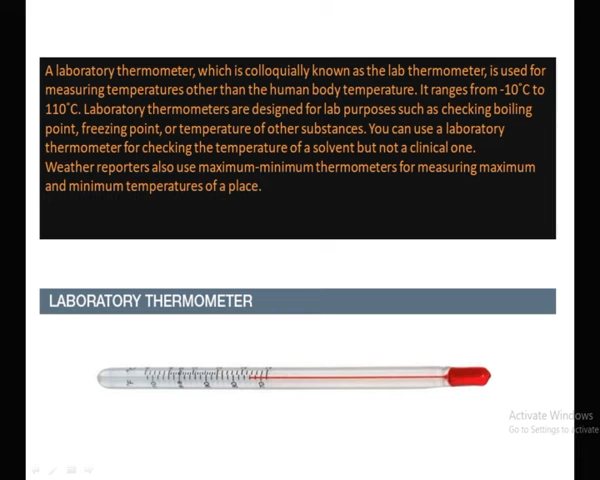 A laboratory thermometer, which is colloquially known as the lab thermometer, is used for
measuring temperatures other than the human body temperature. It ranges from -10˚C to
110˚C. Laboratory thermometers are designed for lab purposes such as checking boiling
point, freezing point, or temperature of other substances. You can use a laboratory
thermometer for checking the temperature of a solvent but not a clinical one.
Weather reporters also use maximum–minimum thermometers for measuring maximum
and minimum temperatures of a place.
LABORATORY THERMOMETER
Activate Windows
Go to Settings to activate